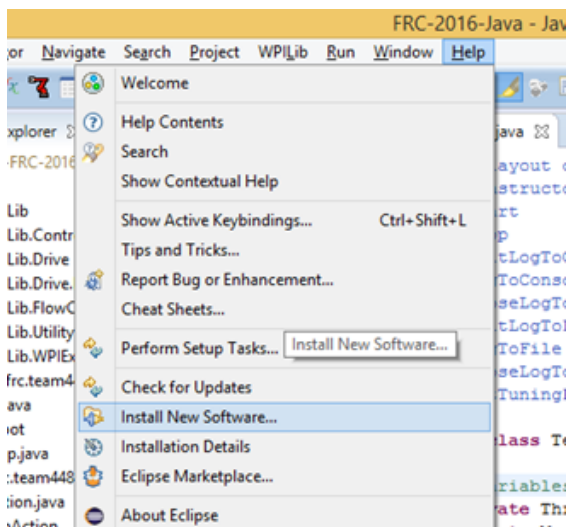 FRC-2016-Java - Jav
Navigate Search Project WPILib Run Window Help
Welcome
xplorer
java
Help Contents
Search
-FRC-2016
Show Contextual Help
Lib
Show Active Keybindings... Ctrl+Shift+L
Lib.Contr
Tips and Tricks...
Lib.Drive
Report Bug or Enhancement...
Lib.Drive.
Cheat Sheets...
Lib.FlowC
Lib.Utility
Perform Setup Tasks...
Install New Software...
Lib.WPIEx
frc.team4
Check for Updates
ava
Install New Software...
ot
Installation Details
p.java
Eclipse Marketplace...
.team448
tion.java
About Eclipse
Action
ayout
structo
rt
p
tLogToC
ToConso
seLogTo
tLogToF
ToFile
seLogTo
Tuning
lass Te
riables
ate Thr